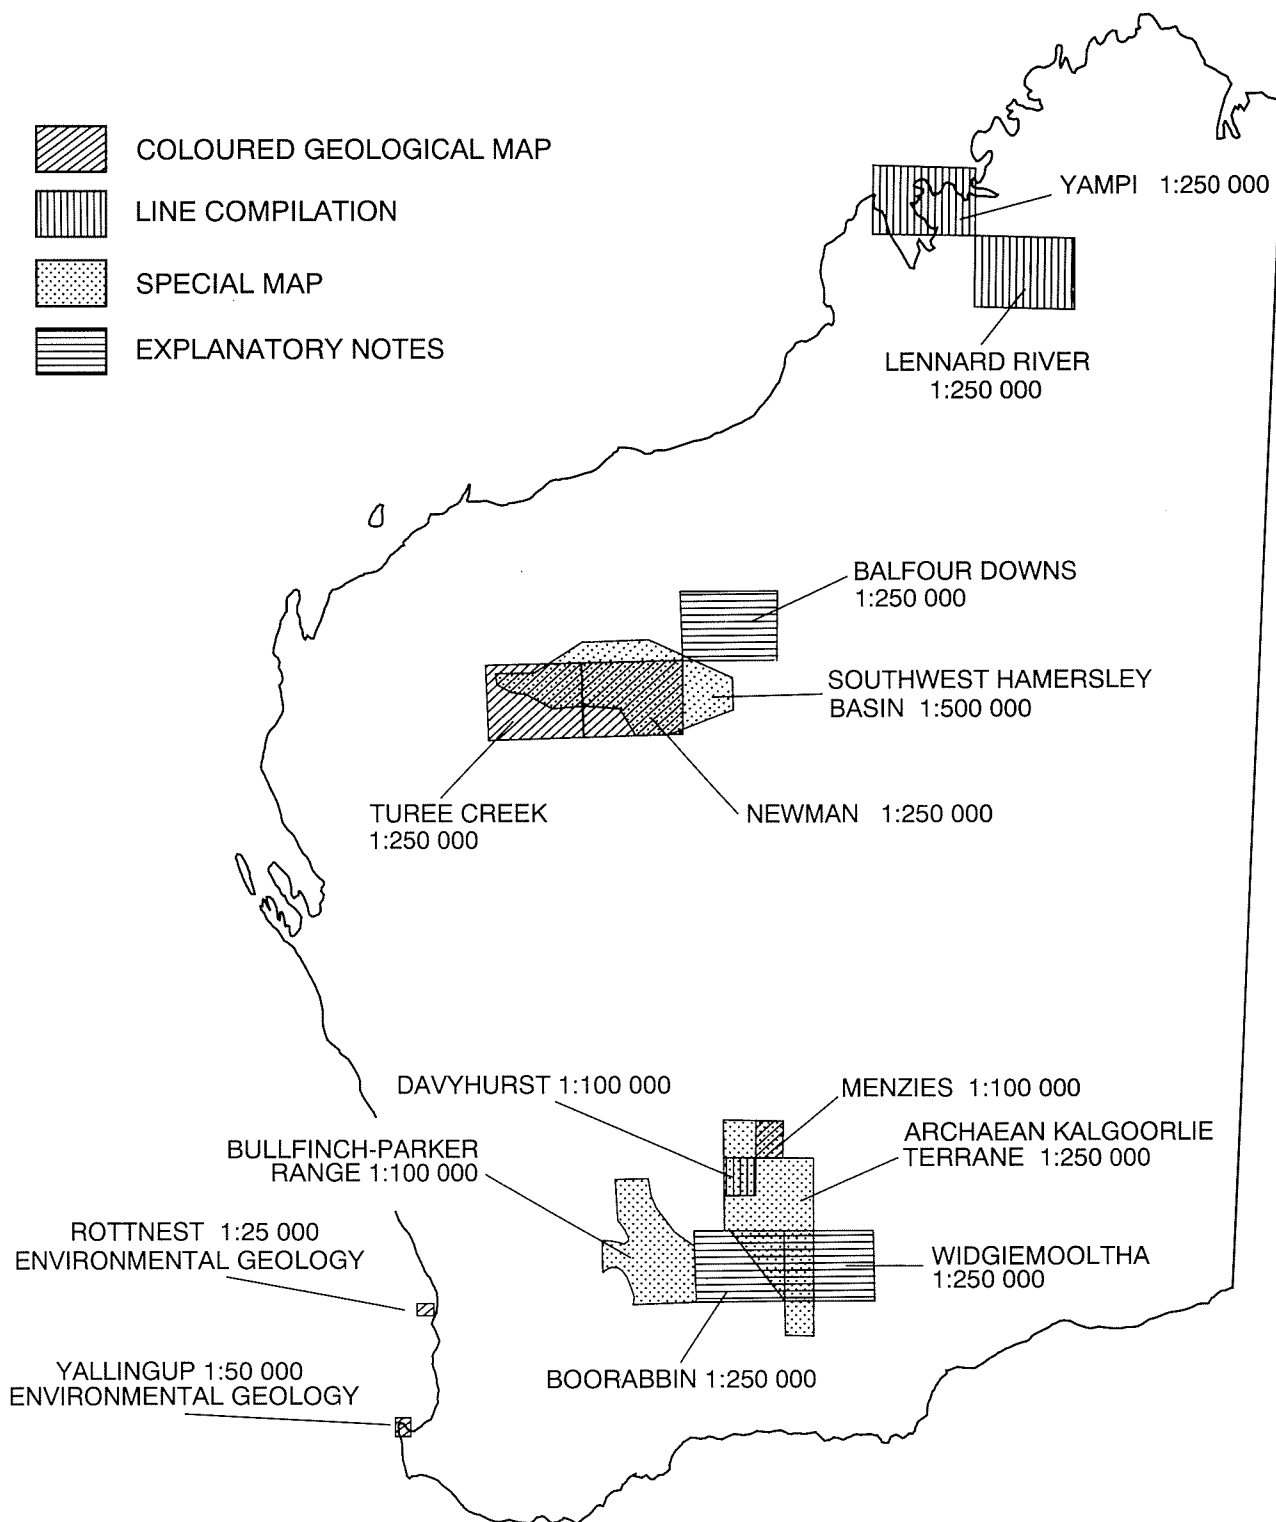 COLOURED GEOLOGICAL MAP
LINE COMPILATION
SPECIAL MAP
EXPLANATORY NOTES
YAMPI 1:250 000
LENNARD RIVER
1:250 000
BALFOUR DOWNS
1:250 000
SOUTHWEST HAMERSLEY
BASIN 1:500 000
TUREE CREEK
1:250 000
NEWMAN 1:250 000
DAVYHURST 1:100 000
MENZIES 1:100 000
BULLFINCH-PARKER
RANGE 1:100 000
ARCHAEAN KALGOORLIE
TERRANE 1:250 000
ROTTNEST 1:25 000
ENVIRONMENTAL GEOLOGY
WIDGIEMOOLTHA
1:250 000
YALLINGUP 1:50 000
ENVIRONMENTAL GEOLOGY
BOORABBIN 1:250 000